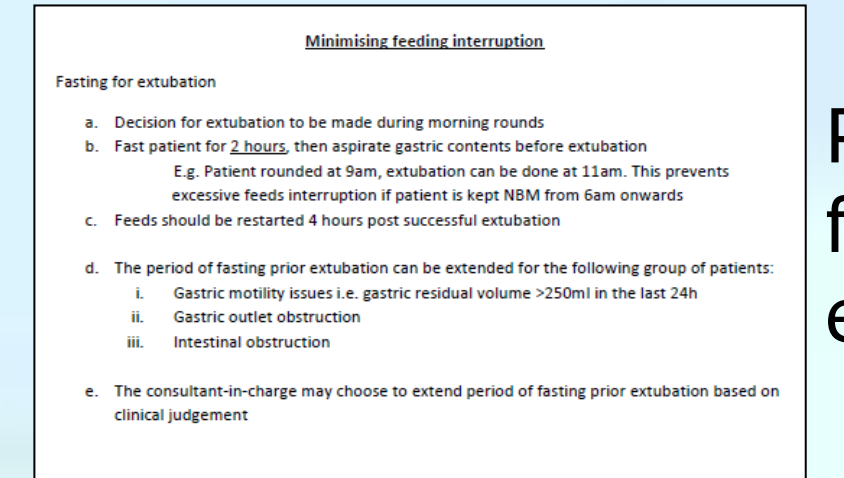 Minimising feeding interruption
Fasting for extubation
a. Decision for extubation to be made during morning rounds
b. Fast patient for 2 hours, then aspirate gastric contents before extubation
E.g. Patient rounded at 9am, extubation can be done at 11am. This prevents
excessive feeds interruption if patient is kept NBM from 6am onwards
c. Feeds should be restarted 4 hours post successful extubation
d. The period of fasting prior extubation can be extended for the following group of patients:
i. Gastric motility issues i.e. gastric residual volume >250ml in the last 24h
ii. Gastric outlet obstruction
iii. Intestinal obstruction
e. The consultant-in-charge may choose to extend period of fasting prior extubation based on
clinical judgement